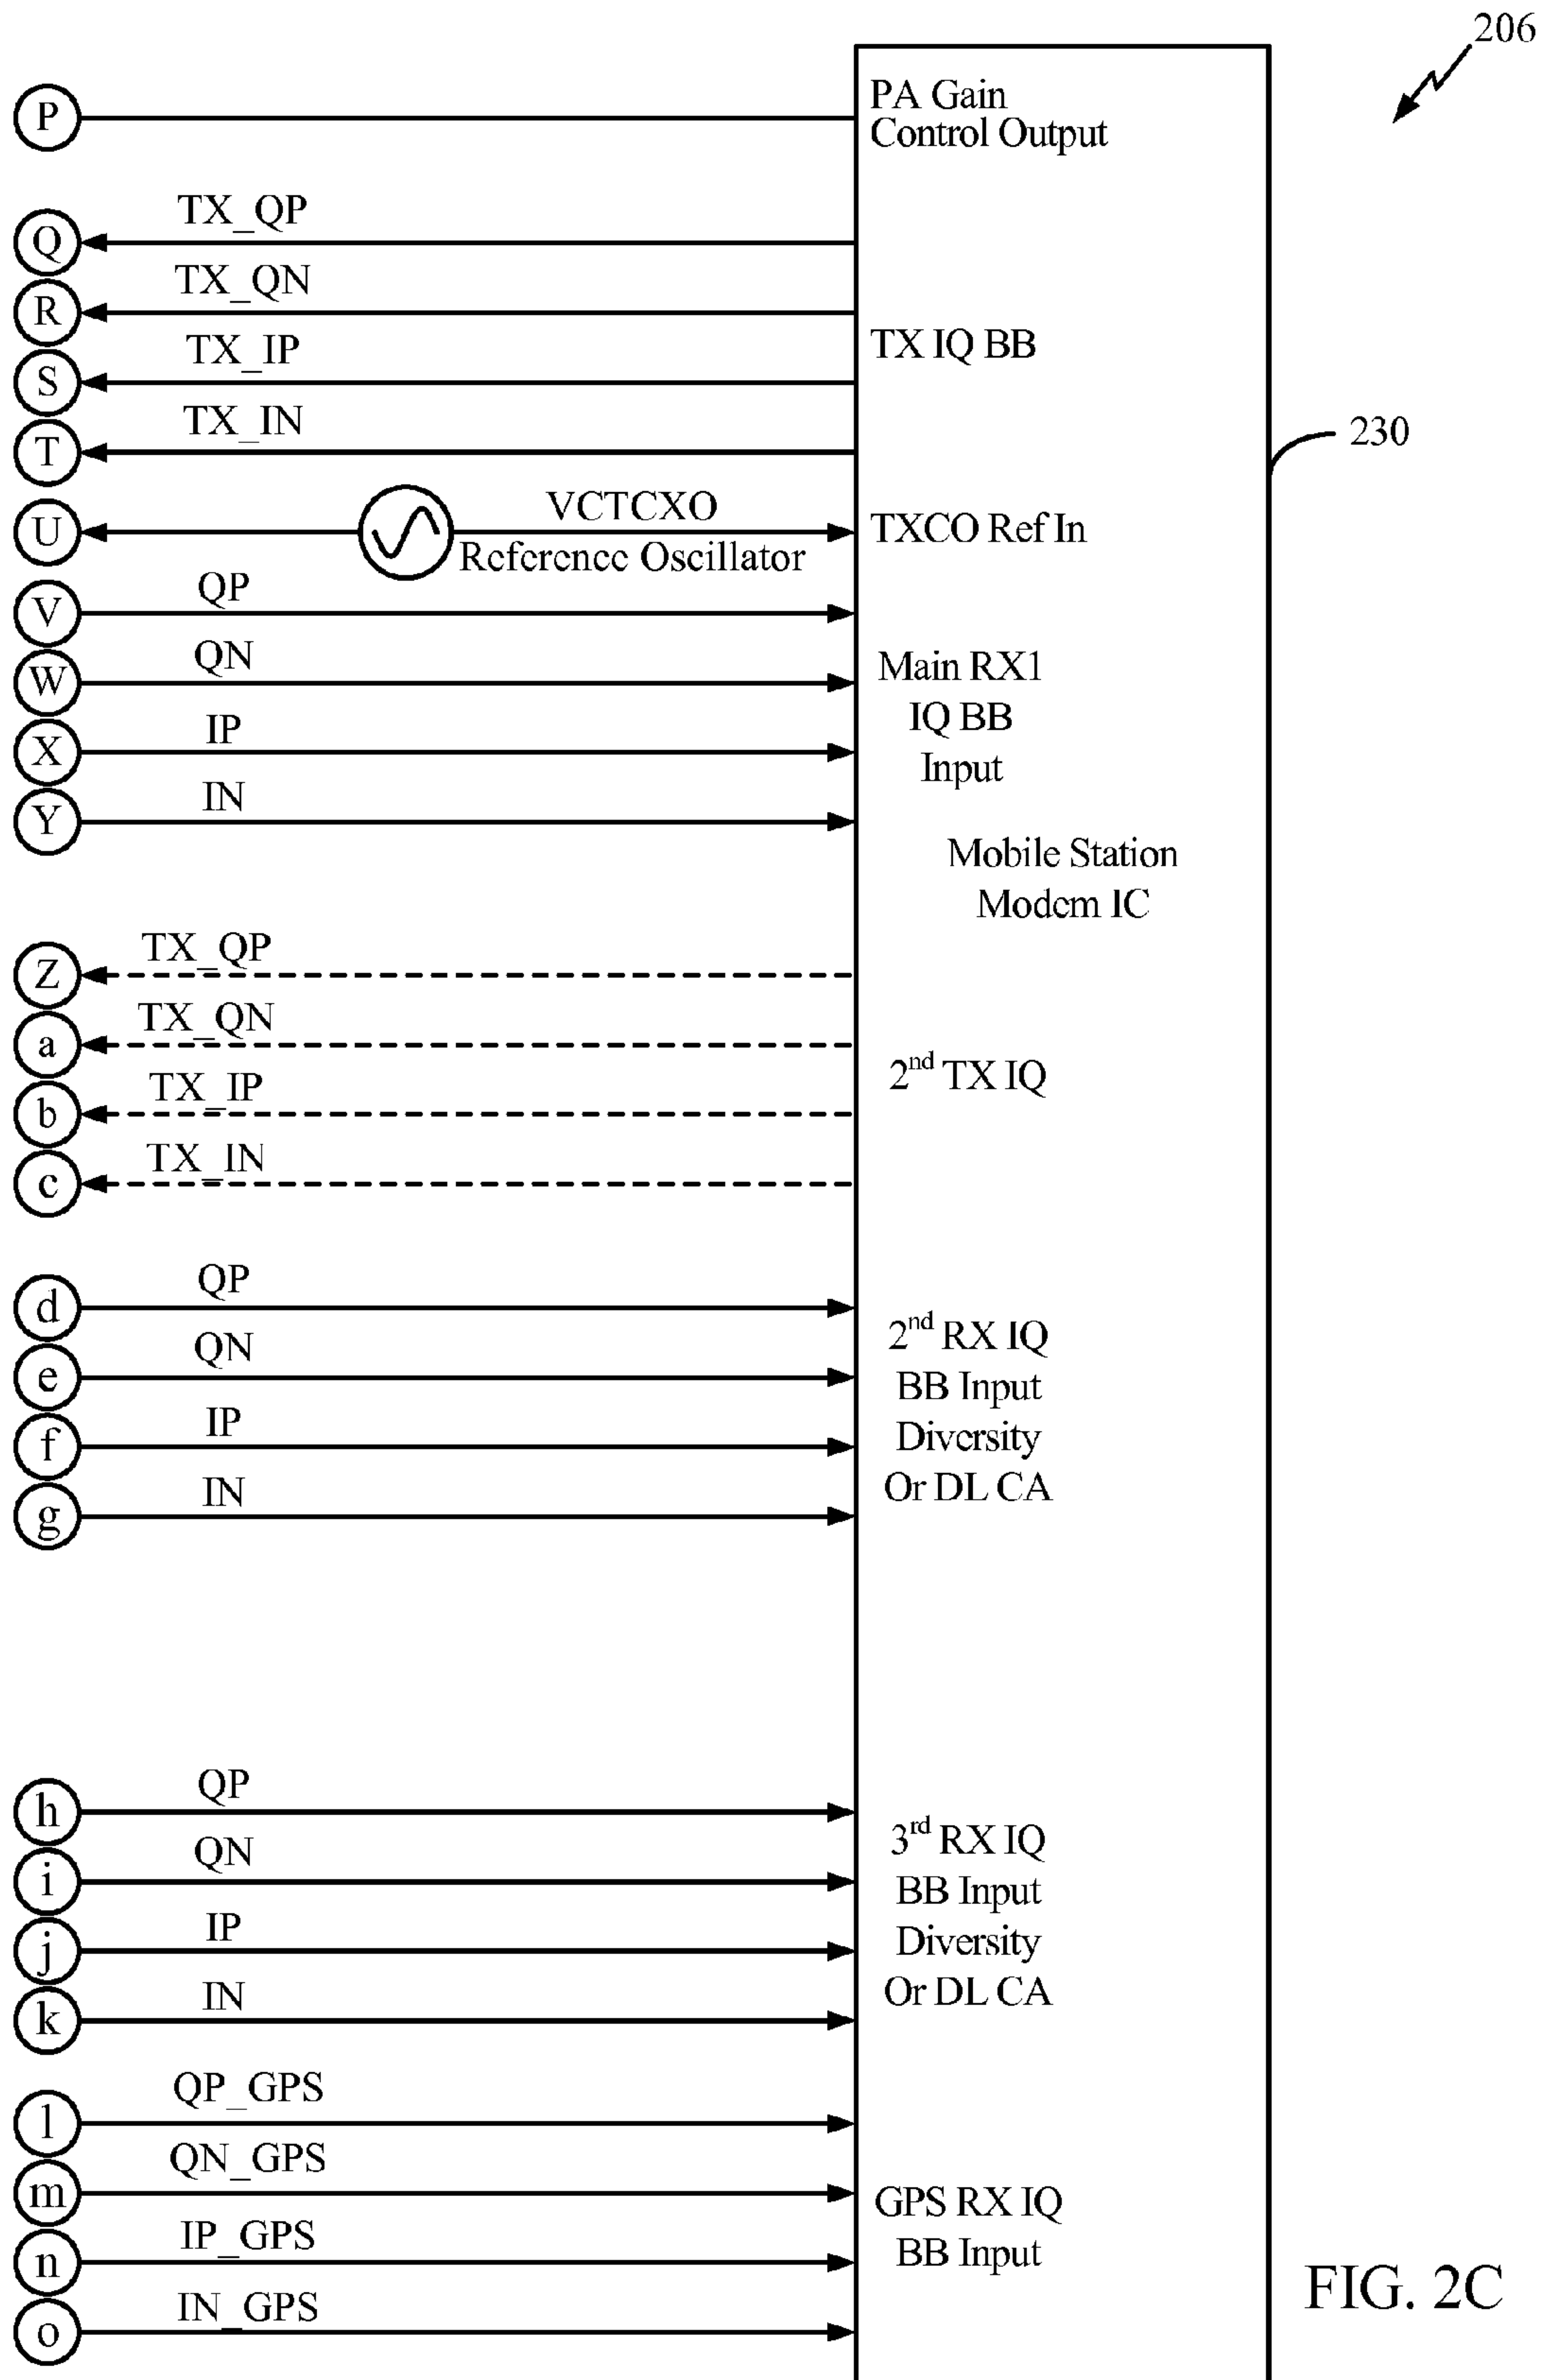 206
P
PA Gain
Control Output
TX_QP
Q
TX_QN
R
TX IQ BB
TX_IP
S
TX_IN
T
230
U
VCTCXO
Reference Oscillator
TXCO Ref In
QP
V
QN
W
Main RX1
IQ BB
Input
IP
X
IN
Y
Mobile Station
Modem IC
TX_QP
Z
TX_QN
a
2nd TX IQ
TX_IP
b
TX_IN
c
QP
d
2nd RX IQ
BB Input
Diversity
Or DL CA
QN
e
IP
f
IN
g
QP
h
3rd RX IQ
BB Input
Diversity
Or DL CA
QN
i
IP
j
IN
k
QP_GPS
l
QN_GPS
m
GPS RX IQ
BB Input
IP_GPS
n
IN_GPS
o
FIG. 2C